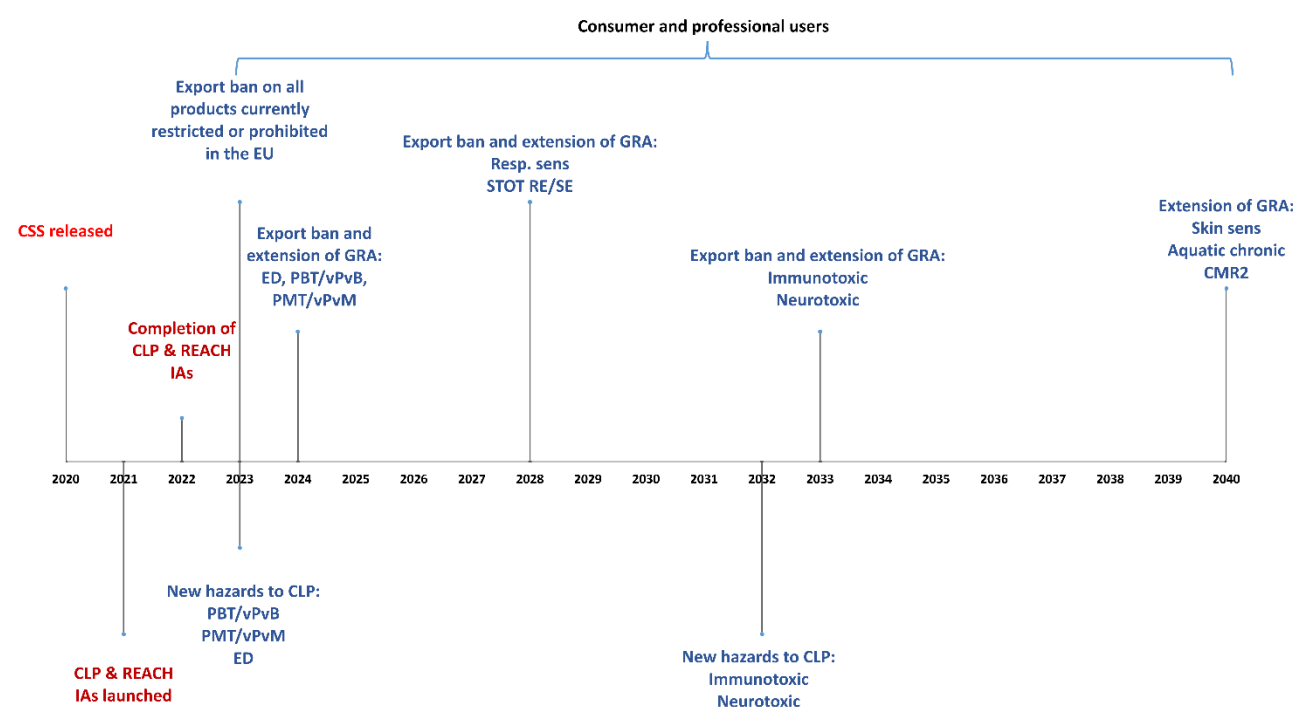 Consumer and professional users
Export ban on all
products currently
restricted or prohibited
in the EU
Export ban and extension of GRA:
Resp. sens
STOT RE/SE
CSS released
Export ban and
extension of GRA:
ED, PBT/vPvB,
PMT/vPvM
Export ban and extension of GRA:
Immunotoxic
Neurotoxic
Extension of GRA:
Skin sens
Aquatic chronic
CMR2
Completion of
CLP & REACH
IAs
2020 2021 2022 2023 2024 2025 2026 2027 2028 2029 2030 2031 2032 2033 2034 2035 2036 2037 2038 2039 2040
New hazards to CLP:
PBT/vPvB
PMT/vPvM
ED
CLP & REACH
IAs launched
New hazards to CLP:
Immunotoxic
Neurotoxic